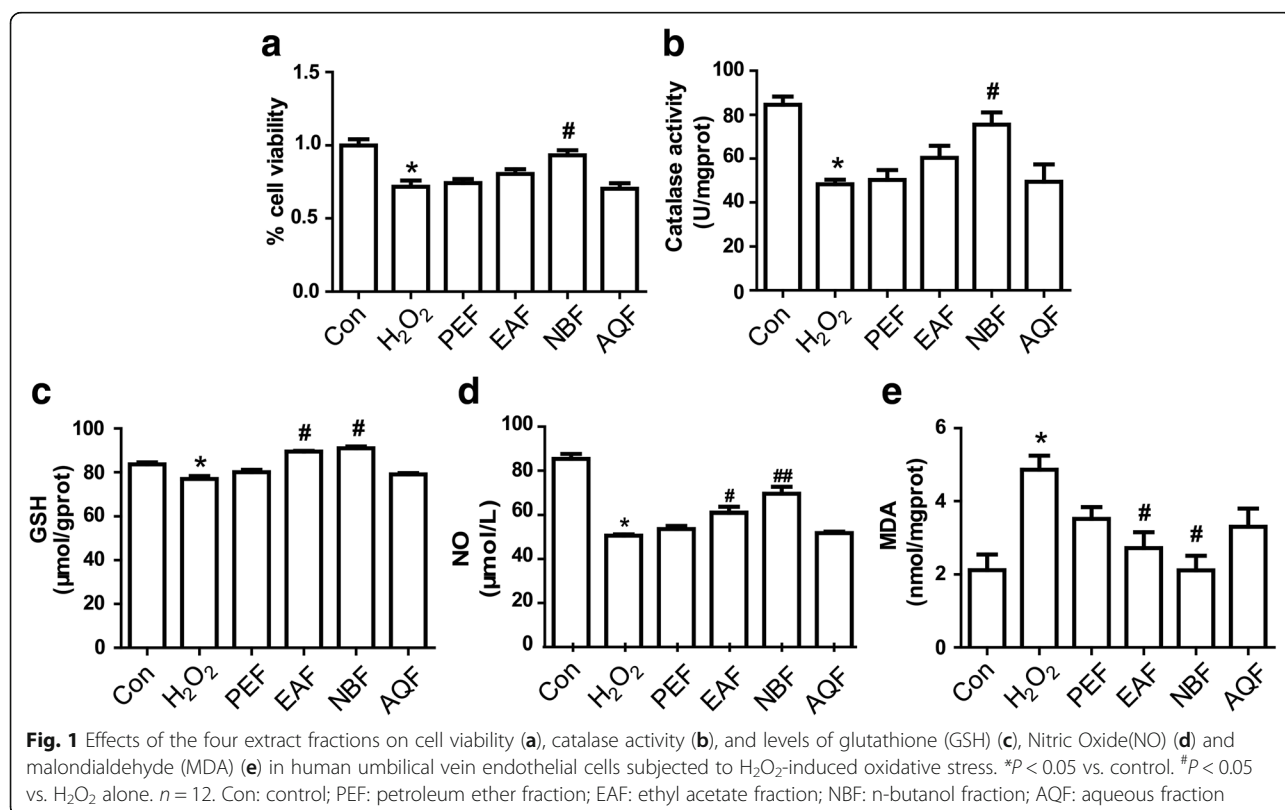 a
% cell viability
1.5
1.0
0.5
0.0
*
#
Con H₂O₂ PEF EAF NBF AQF
b
Catalase activity
(U/mgprot)
100
80
60
40
20
0
*
#
Con H₂O₂ PEF EAF NBF AQF
c
GSH
(µmol/gprot)
100
80
60
40
20
0
*
#
#
Con H₂O₂ PEF EAF NBF AQF
d
NO
(µmol/L)
100
80
60
40
20
0
*
#
##
Con H₂O₂ PEF EAF NBF AQF
e
MDA
(nmol/mgprot)
6
4
2
0
*
#
#
Con H₂O₂ PEF EAF NBF AQF
Fig. 1 Effects of the four extract fractions on cell viability (a), catalase activity (b), and levels of glutathione (GSH) (c), Nitric Oxide(NO) (d) and
malondialdehyde (MDA) (e) in human umbilical vein endothelial cells subjected to H₂O₂-induced oxidative stress. *P < 0.05 vs. control. #P < 0.05
vs. H₂O₂ alone. n = 12. Con: control; PEF: petroleum ether fraction; EAF: ethyl acetate fraction; NBF: n-butanol fraction; AQF: aqueous fraction